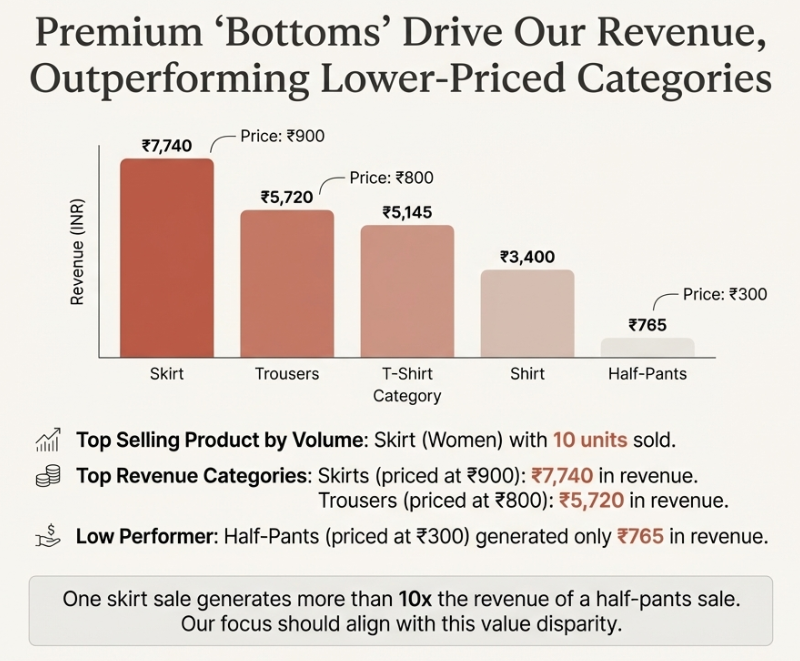 Premium ‘Bottoms’ Drive Our Revenue,
Outperforming Lower-Priced Categories
₹7,740
Price: ₹900
₹5,720
Price: ₹800
₹5,145
₹3,400
₹765
Price: ₹300
Revenue (INR)
Skirt
Trousers
T-Shirt
Shirt
Half-Pants
Category
Top Selling Product by Volume: Skirt (Women) with 10 units sold.
Top Revenue Categories: Skirts (priced at ₹900): ₹7,740 in revenue.
Trousers (priced at ₹800): ₹5,720 in revenue.
$
Low Performer: Half-Pants (priced at ₹300) generated only ₹765 in revenue.
One skirt sale generates more than 10x the revenue of a half-pants sale.
Our focus should align with this value disparity.